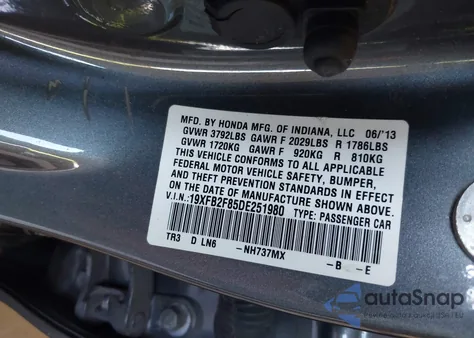 MFD. BY HONDA MFG. OF INDIANA, LLC 06/'13
GVWR 3792LBS GAWR F 2029LBS R 1786LBS
GVWR 1720KG GAWR F 920KG R 810KG
THIS VEHICLE CONFORMS TO ALL APPLICABLE
FEDERAL MOTOR VEHICLE SAFETY, BUMPER,
AND THEFT PREVENTION STANDARDS IN EFFECT
ON THE DATE OF MANUFACTURE SHOWN ABOVE.
V.I.N.: 19XFB2F85DE251980 TYPE: PASSENGER CAR
TR3 D LN6 -NH737MX -B -E
autaSnap